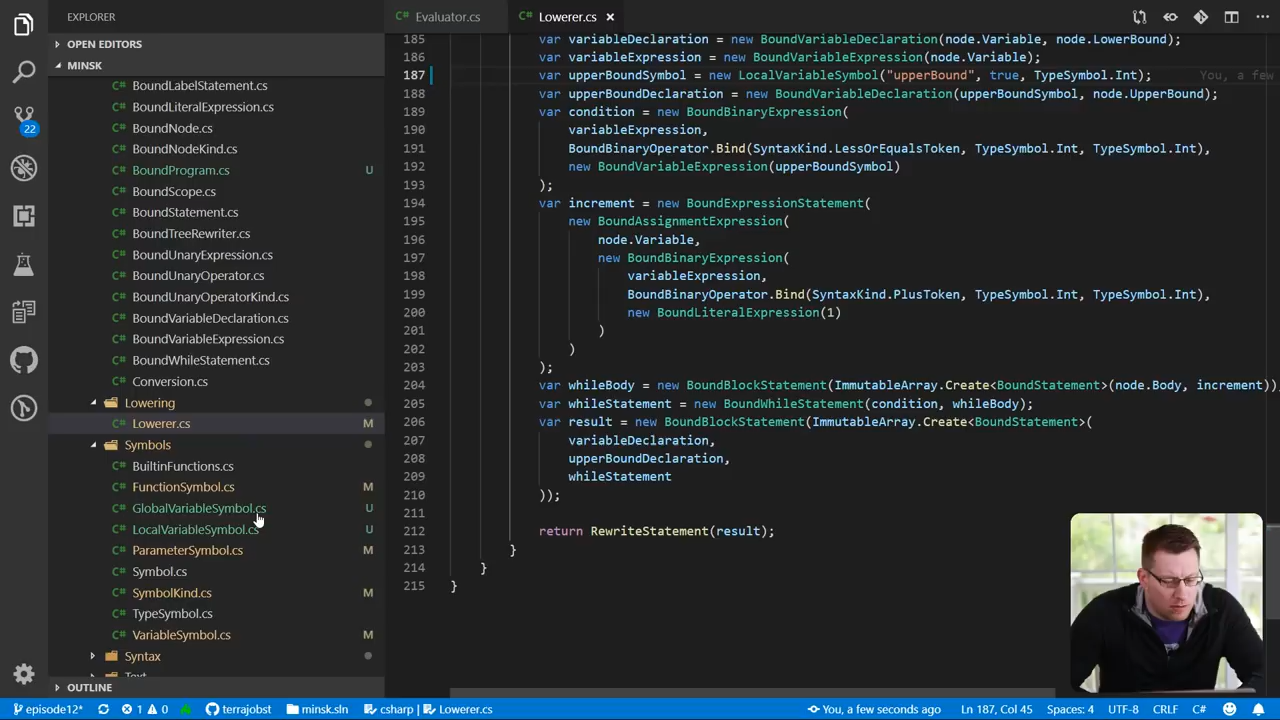 EXPLORER
OPEN EDITORS
MINSK
BoundLabelStatement.cs
BoundLiteralExpression.cs
BoundNode.cs
BoundNodeKind.cs
BoundProgram.cs U
BoundScope.cs
BoundStatement.cs
BoundTreeRewriter.cs
BoundUnaryExpression.cs
BoundUnaryOperator.cs
BoundUnaryOperatorKind.cs
BoundVariableDeclaration.cs
BoundVariableExpression.cs
BoundWhileStatement.cs
Conversion.cs
Lowering
Lowerer.cs M
Symbols
BuiltinFunctions.cs
FunctionSymbol.cs M
GlobalVariableSymbol.cs U
LocalVariableSymbol.cs U
ParameterSymbol.cs M
Symbol.cs
SymbolKind.cs M
TypeSymbol.cs
VariableSymbol.cs M
Syntax
Text
OUTLINE
22
Evaluator.cs Lowerer.cs ×
185 var variableDeclaration = new BoundVariableDeclaration(node.Variable, node.LowerBound);
186 var variableExpression = new BoundVariableExpression(node.Variable);
187 var upperBoundSymbol = new LocalVariableSymbol("upperBound", true, TypeSymbol.Int); You, a few
188 var upperBoundDeclaration = new BoundVariableDeclaration(upperBoundSymbol, node.UpperBound);
189 var condition = new BoundBinaryExpression(
190 variableExpression,
191 BoundBinaryOperator.Bind(SyntaxKind.LessOrEqualsToken, TypeSymbol.Int, TypeSymbol.Int),
192 new BoundVariableExpression(upperBoundSymbol)
193 );
194 var increment = new BoundExpressionStatement(
195 new BoundAssignmentExpression(
196 node.Variable,
197 new BoundBinaryExpression(
198 variableExpression,
199 BoundBinaryOperator.Bind(SyntaxKind.PlusToken, TypeSymbol.Int, TypeSymbol.Int),
200 new BoundLiteralExpression(1)
201 )
202 )
203 );
204 var whileBody = new BoundBlockStatement(ImmutableArray.Create<BoundStatement>(node.Body, increment))
205 var whileStatement = new BoundWhileStatement(condition, whileBody);
206 var result = new BoundBlockStatement(ImmutableArray.Create<BoundStatement>(
207 variableDeclaration,
208 upperBoundDeclaration,
209 whileStatement
210 ));
211
212 return RewriteStatement(result);
213 }
214 }
215 }
episode12* 1 0 terrajobst minsk.sln csharp | Lowerer.cs You, a few seconds ago Ln 187, Col 45 Spaces: 4 UTF-8 CRLF C#